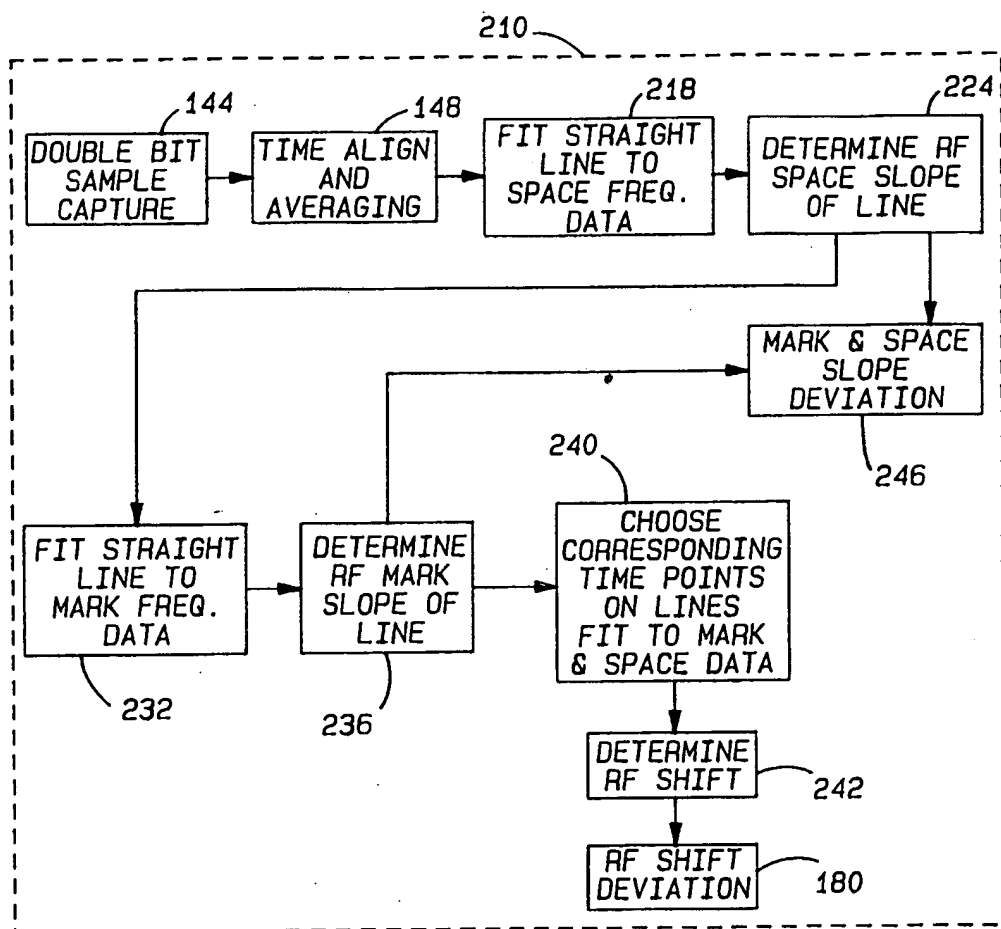 210
144
148
218
224
DOUBLE BIT
SAMPLE
CAPTURE
TIME ALIGN
AND
AVERAGING
FIT STRAIGHT
LINE TO
SPACE FREQ.
DATA
DETERMINE RF
SPACE SLOPE
OF LINE
MARK & SPACE
SLOPE
DEVIATION
246
240
FIT STRAIGHT
LINE TO
MARK FREQ.
DATA
232
DETERMINE
RF MARK
SLOPE OF
LINE
236
CHOOSE
CORRESPONDING
TIME POINTS
ON LINES
FIT TO MARK
& SPACE DATA
DETERMINE
RF SHIFT
242
RF SHIFT
DEVIATION
180